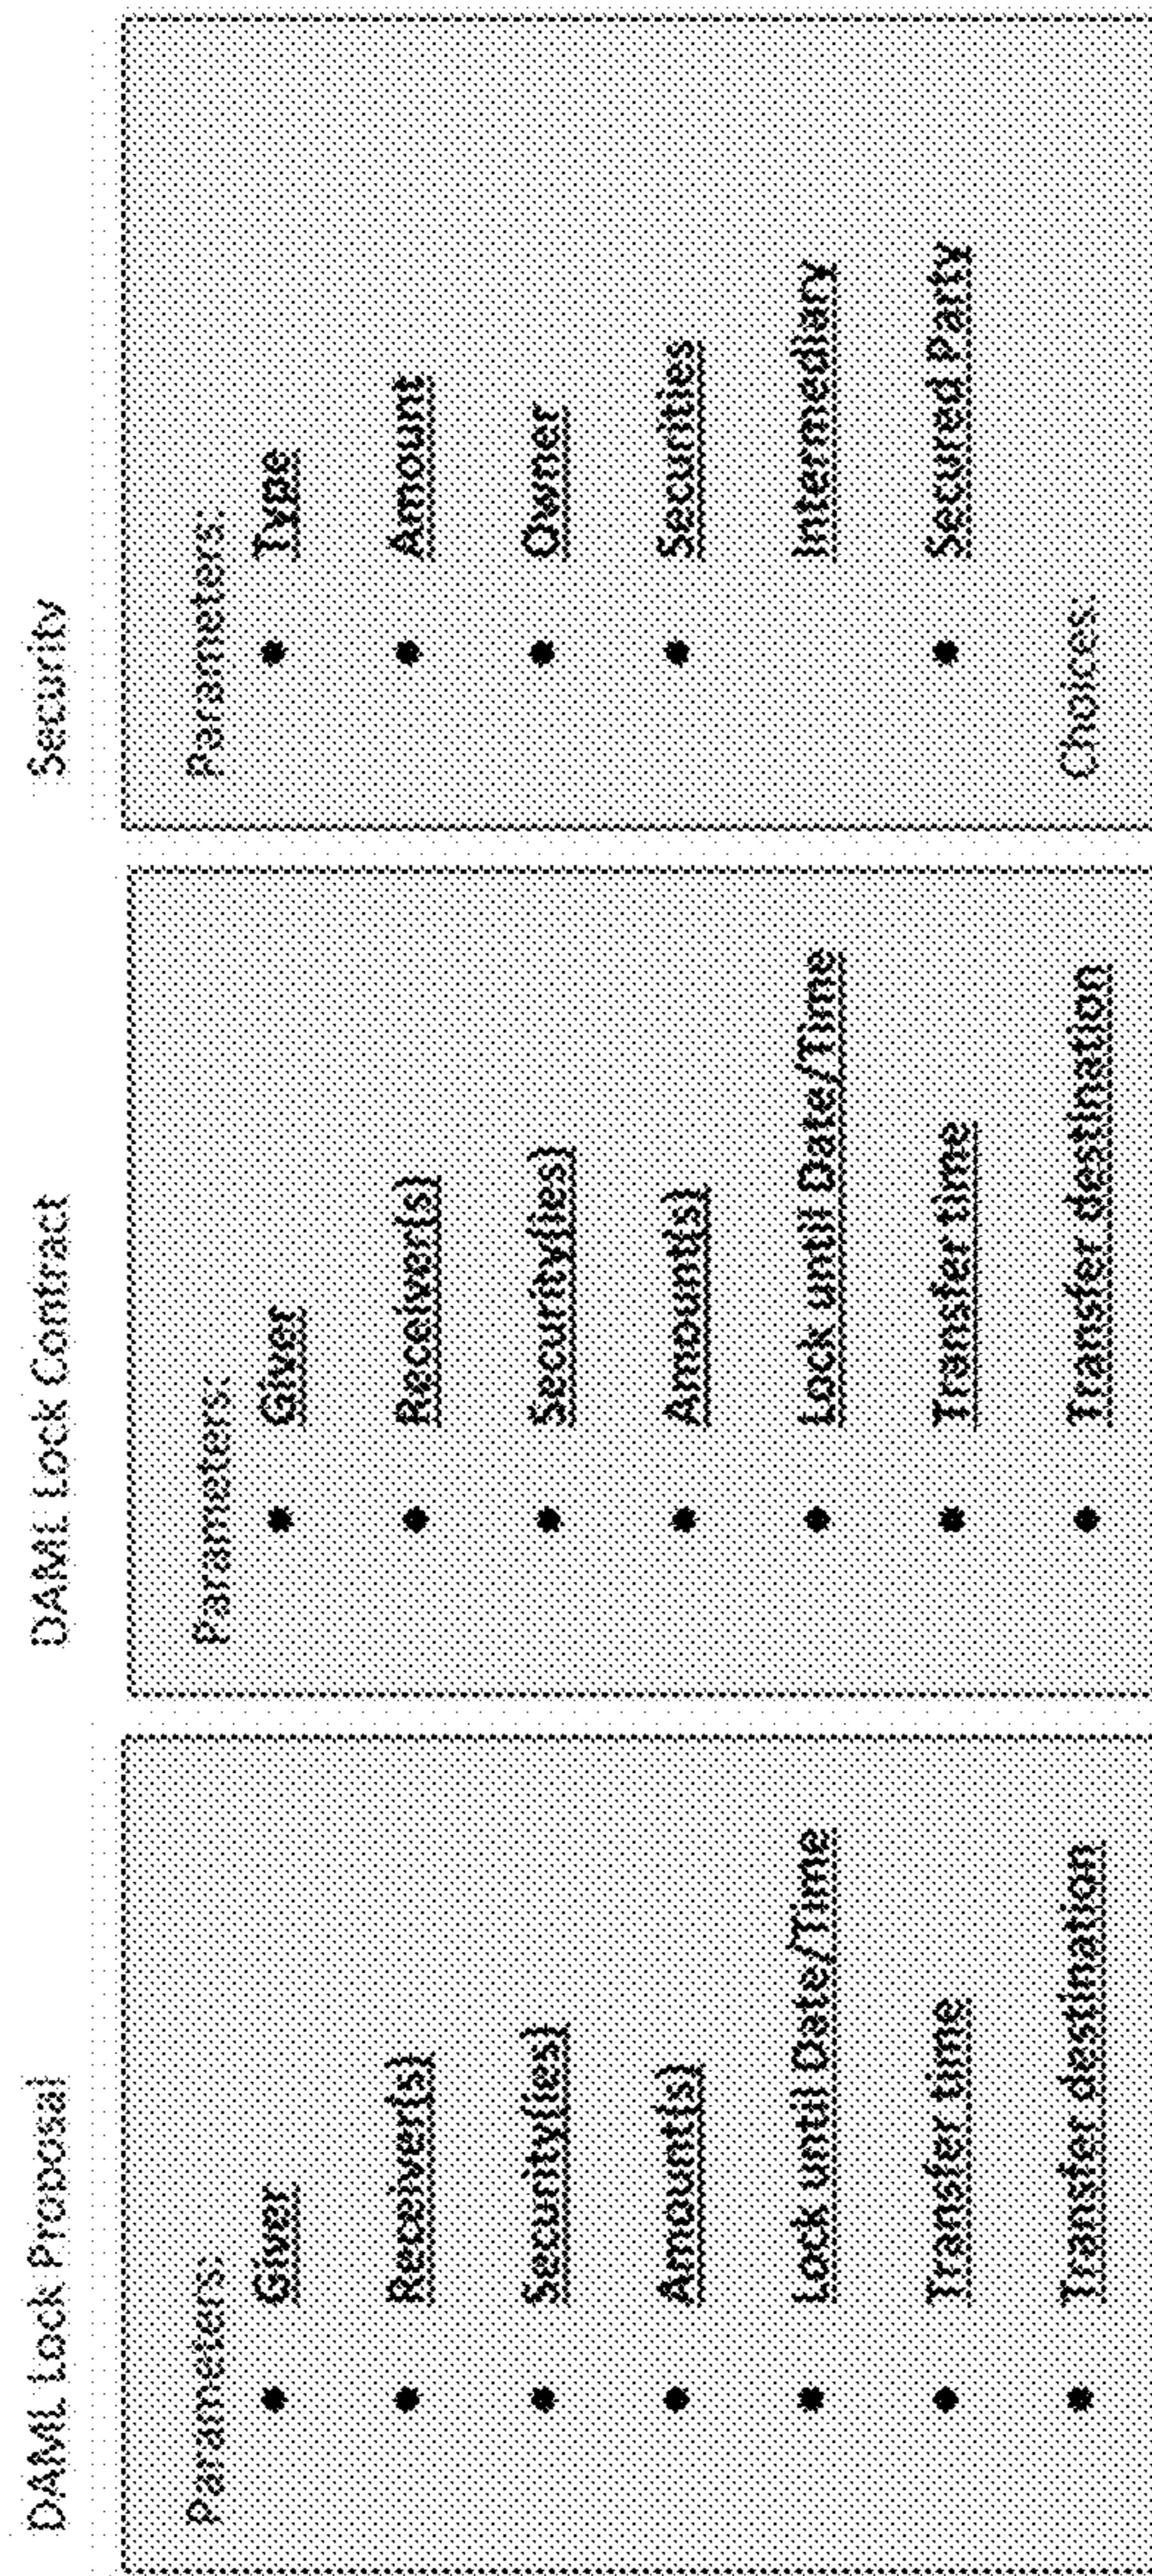 DAML Lock Proposal
Parameters:
• Giver
• Receiver(s)
• Security(ies)
• Amount(s)
• Lock until Date/Time
• Transfer time
• Transfer destination
DAML Lock Contract
Parameters:
• Giver
• Receiver(s)
• Security(ies)
• Amount(s)
• Lock until Date/Time
• Transfer time
• Transfer destination
Security
Parameters:
• Type
• Amount
• Owner
• Securities
Intermediary
• Secured Party
Choices: